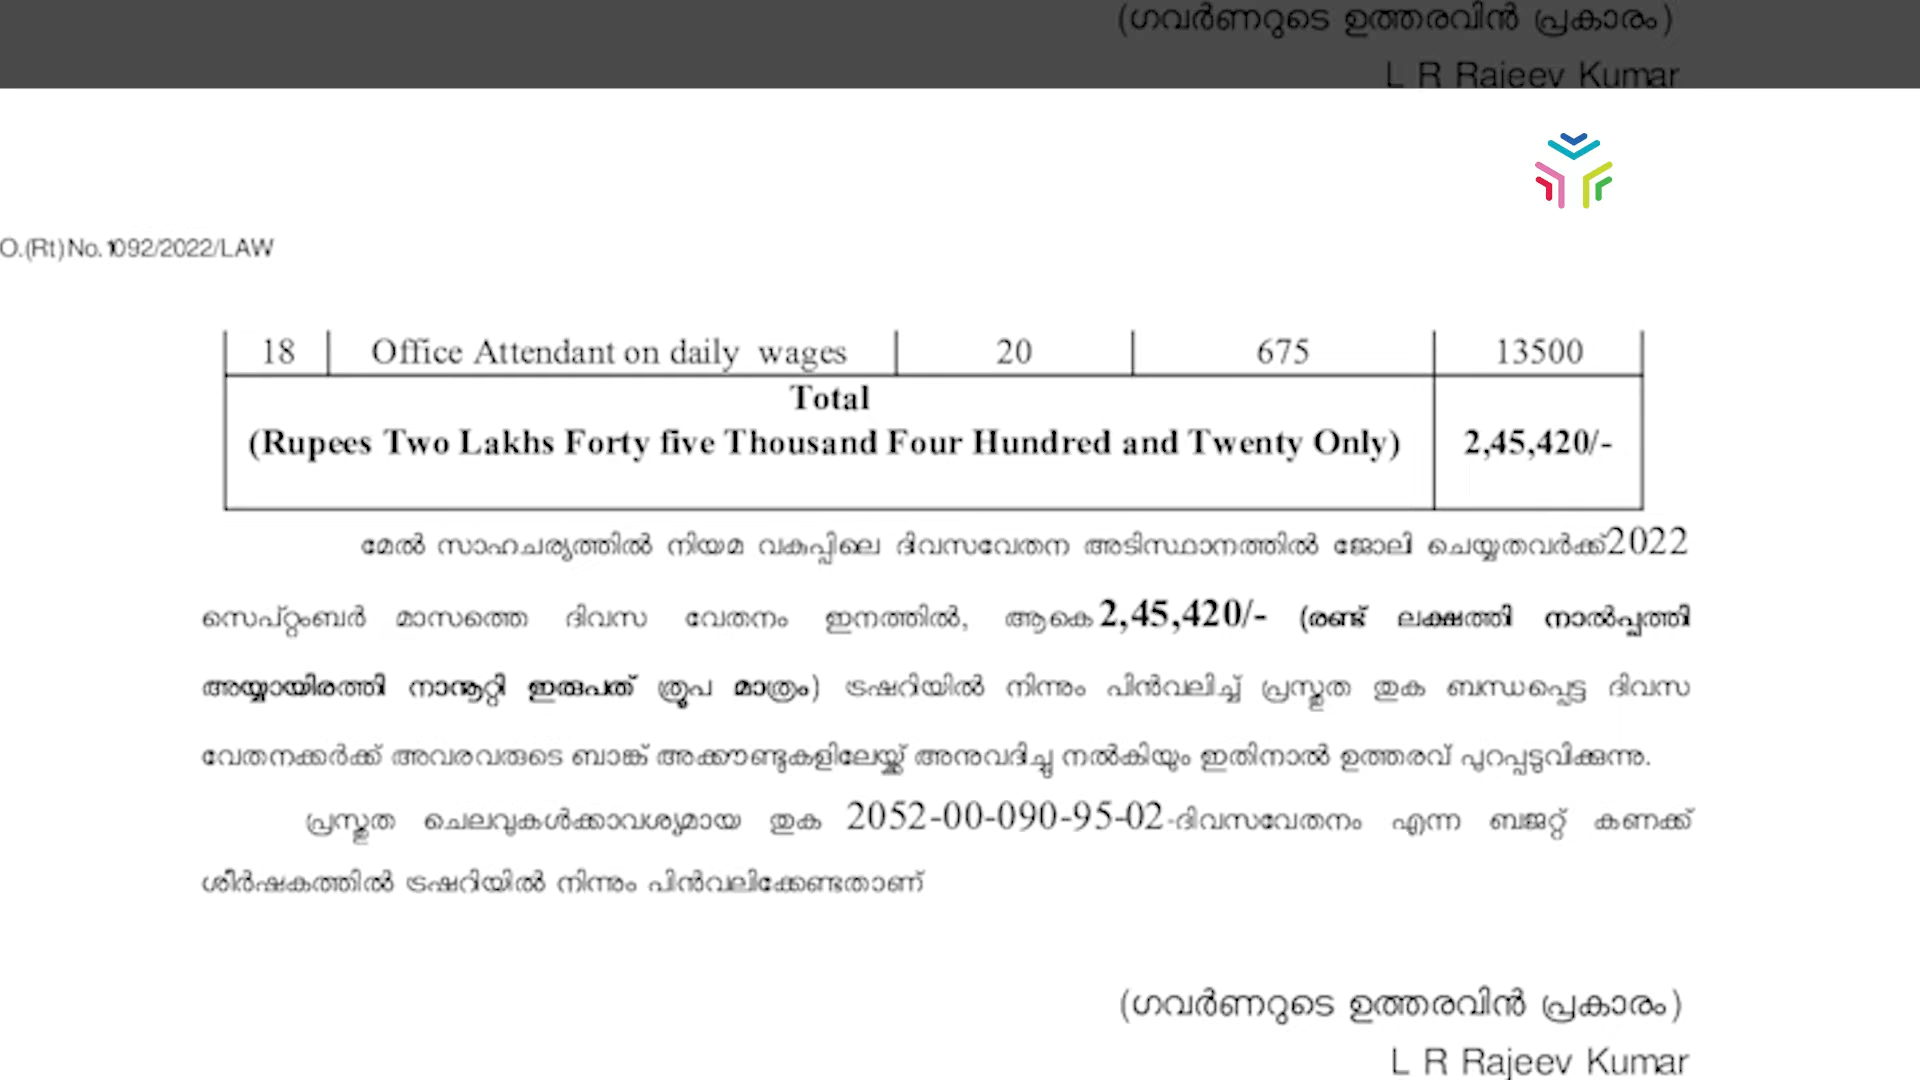 (ഗവർണറുടെ ഉത്തരവിൻ പ്രകാരം)
L R Rajeev Kumar
O.(Rt)No.1092/2022/LAW
18 Office Attendant on daily wages 20 675 13500
Total
(Rupees Two Lakhs Forty five Thousand Four Hundred and Twenty Only) 2,45,420/-
മേൽ സാഹചര്യത്തിൽ നിയമ വകുപ്പിലെ ദിവസവേതന അടിസ്ഥാനത്തിൽ ജോലി ചെയ്തവർക്ക്2022
സെപ്റ്റംബർ മാസത്തെ ദിവസ വേതനം ഇനത്തിൽ, ആകെ 2,45,420/- (രണ്ട് ലക്ഷത്തി നാൽപ്പത്തി
അയ്യായിരത്തി നാന്നൂറ്റി ഇരുപത് രൂപ മാത്രം) ട്രഷറിയിൽ നിന്നും പിൻവലിച്ച് പ്രസ്തുത തുക ബന്ധപ്പെട്ട ദിവസ
വേതനക്കാർക്ക് അവരവരുടെ ബാങ്ക് അക്കൗണ്ടുകളിലേയ്ക്ക് അനുവദിച്ചു നൽകിയും ഇതിനാൽ ഉത്തരവ് പുറപ്പെടുവിക്കുന്നു.
പ്രസ്തുത ചെലവുകൾക്കാവശ്യമായ തുക 2052-00-090-95-02-ദിവസവേതനം എന്ന ബജറ്റ് കണക്ക്
ശീർഷകത്തിൽ ട്രഷറിയിൽ നിന്നും പിൻവലിക്കേണ്ടതാണ്
(ഗവർണറുടെ ഉത്തരവിൻ പ്രകാരം)
L R Rajeev Kumar